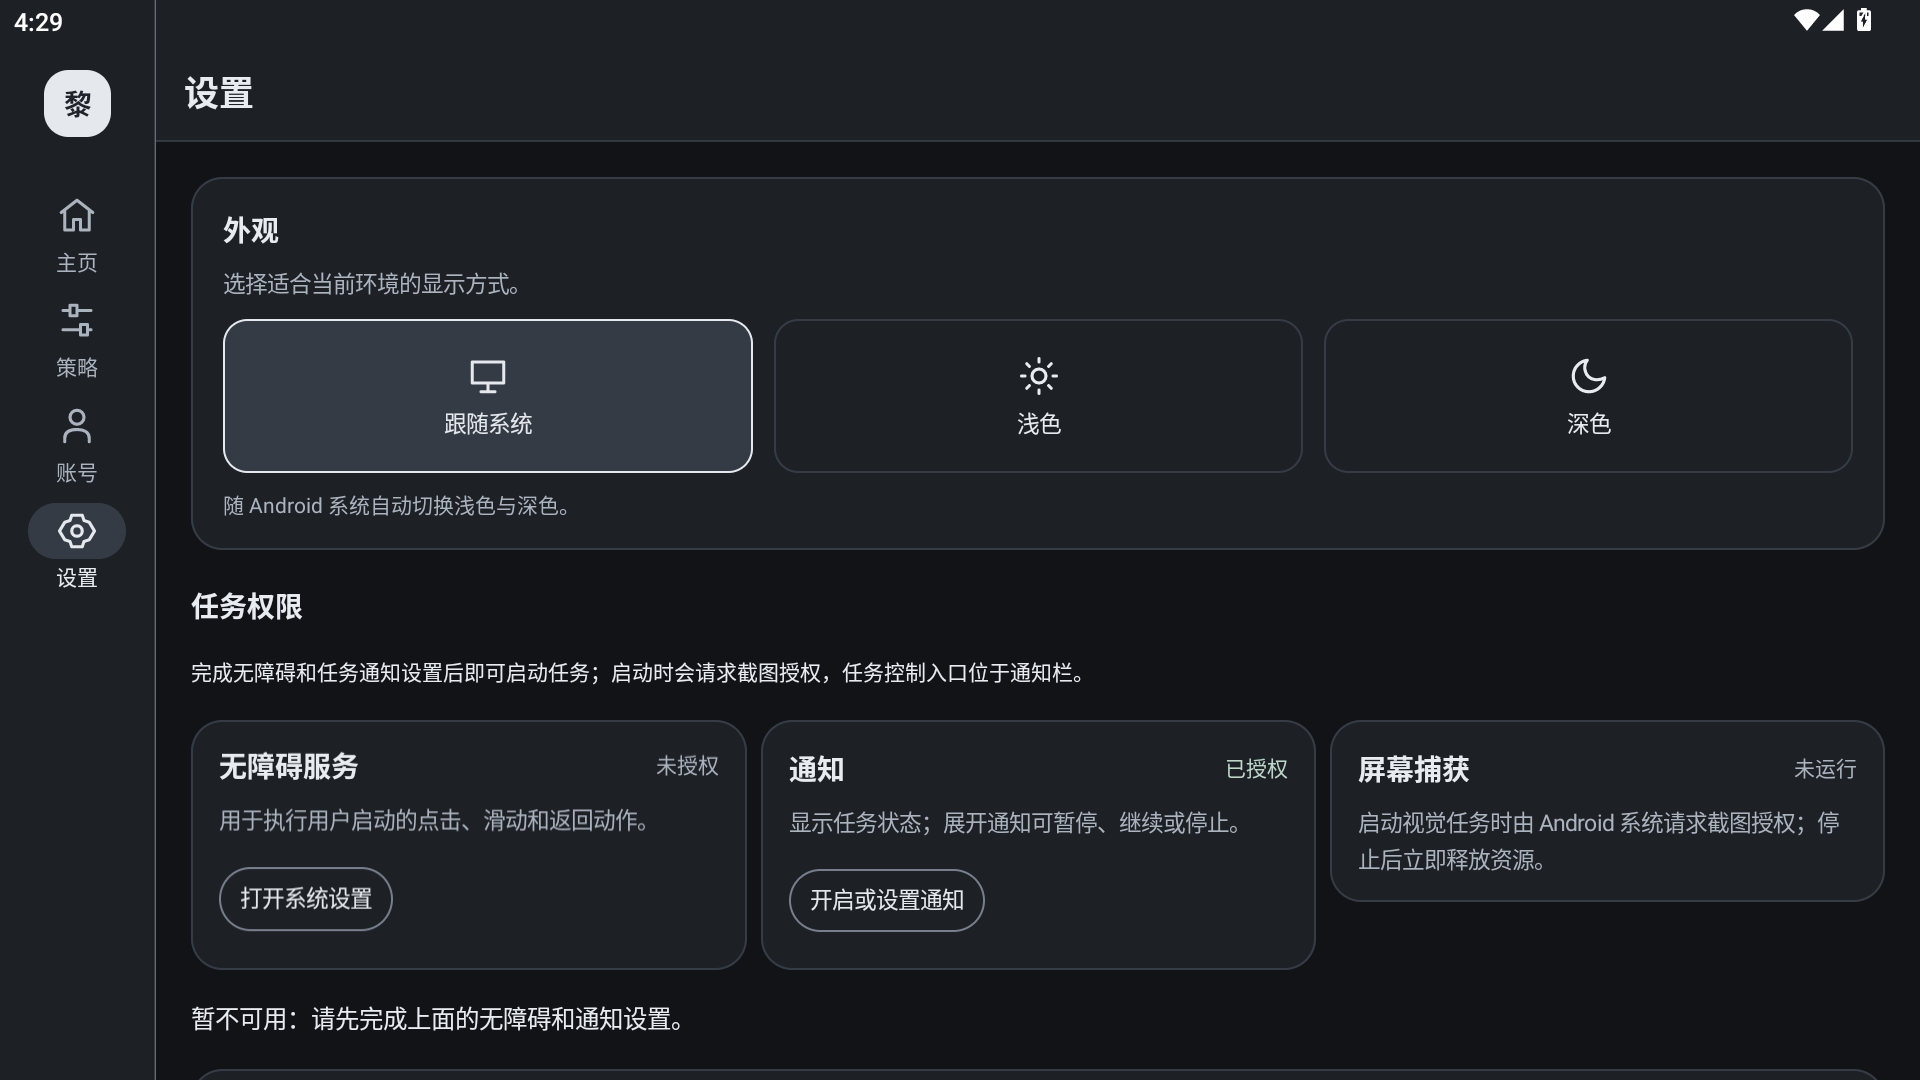 4:29
黎
主页
策略
账号
设置
设置
外观
选择适合当前环境的显示方式。
跟随系统
浅色
深色
随 Android 系统自动切换浅色与深色。
任务权限
完成无障碍和任务通知设置后即可启动任务；启动时会请求截图授权，任务控制入口位于通知栏。
无障碍服务
未授权
用于执行用户启动的点击、滑动和返回动作。
打开系统设置
通知
已授权
显示任务状态；展开通知可暂停、继续或停止。
开启或设置通知
屏幕捕获
未运行
启动视觉任务时由 Android 系统请求截图授权；停
止后立即释放资源。
暂不可用：请先完成上面的无障碍和通知设置。